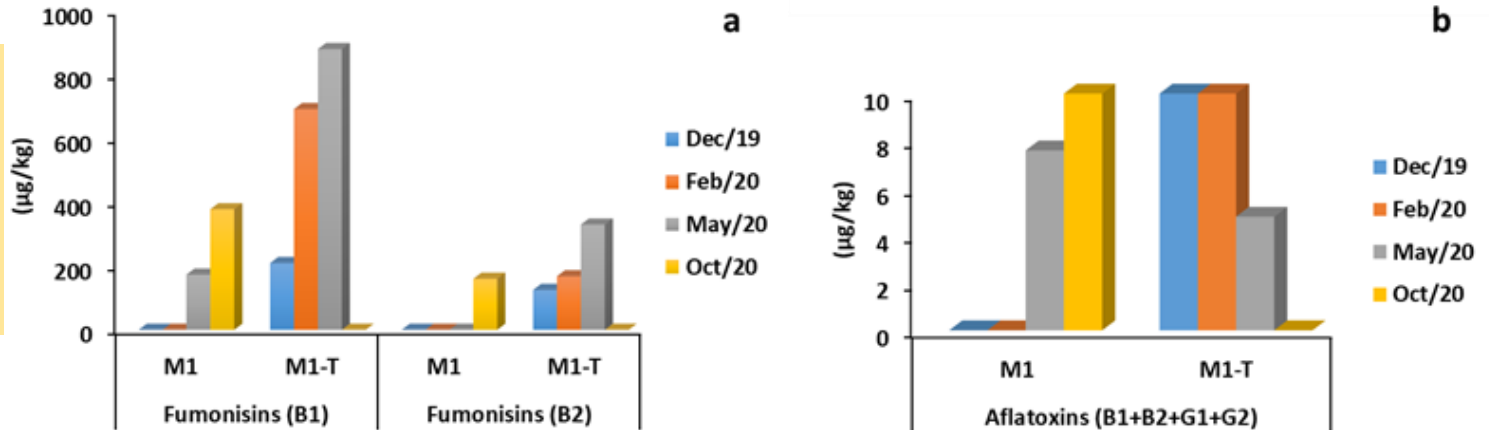 a
1000
800
600
400
200
0
(µg/kg)
M1
M1-T
M1
M1-T
Fumonisins (B1)
Fumonisins (B2)
Dec/19
Feb/20
May/20
Oct/20
b
10
8
6
4
2
0
(µg/kg)
M1
M1-T
Aflatoxins (B1+B2+G1+G2)
Dec/19
Feb/20
May/20
Oct/20